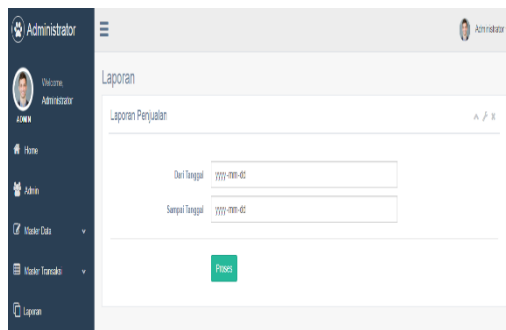 Administrator
Administrator
Welcome,
Administrator
ADMIN
Home
Admin
Master Data
Master Transaksi
Laporan
Laporan
Laporan Penjualan
Dari Tanggal
yyyy-mm-dd
Sampai Tanggal
yyyy-mm-dd
Proses